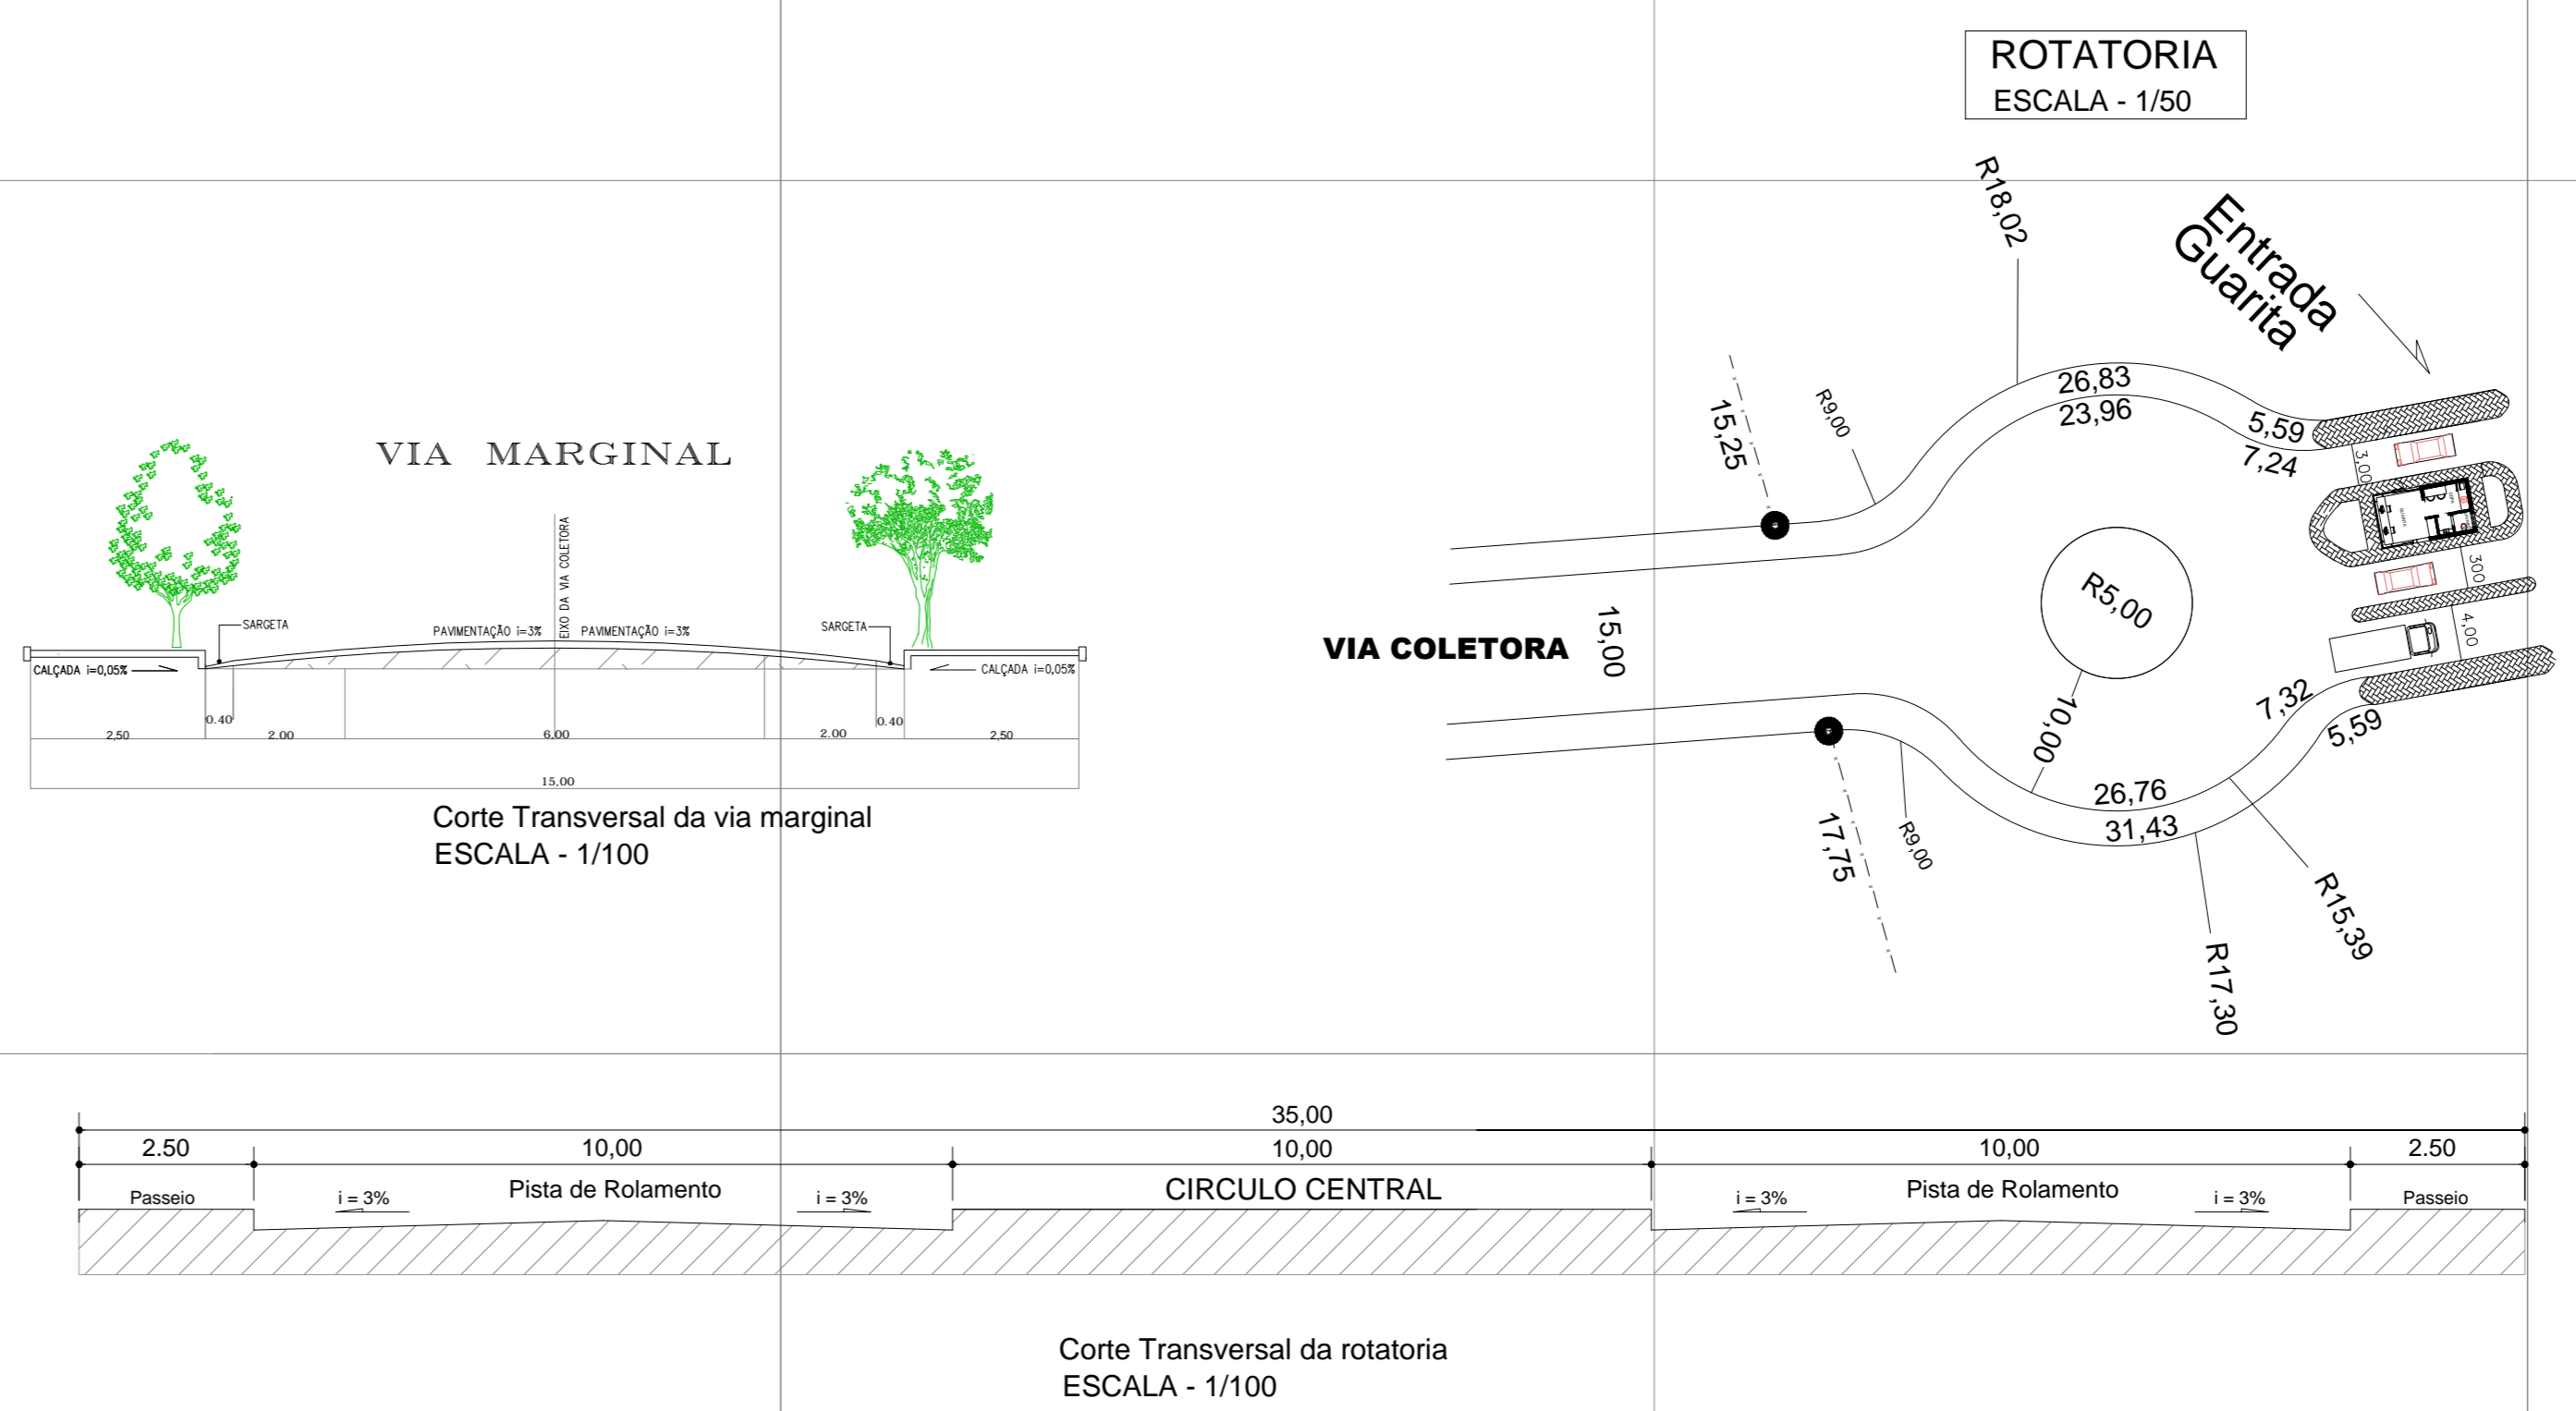 ROTATORIA
ESCALA - 1/50
R18,02
Entrada
Guarita
26,83
23,96
5,59
7,24
R9,00
15,25
3,00
VIA MARGINAL
EIXO DA VIA COLETORA
SARGETA
PAVIMENTAÇÃO i=3%
PAVIMENTAÇÃO i=3%
SARGETA
CALÇADA i=0,05%
CALÇADA i=0,05%
0.40
0.40
2,50
2.00
6,00
2.00
2,50
15,00
Corte Transversal da via marginal
ESCALA - 1/100
VIA COLETORA
15,00
R5,00
300
4,00
10,00
7,32
5,59
26,76
31,43
17,75
R9,00
R15,39
R17,30
35,00
2.50
10,00
10,00
10,00
2.50
Passeio
i = 3%
Pista de Rolamento
i = 3%
CIRCULO CENTRAL
i = 3%
Pista de Rolamento
i = 3%
Passeio
Corte Transversal da rotatoria
ESCALA - 1/100